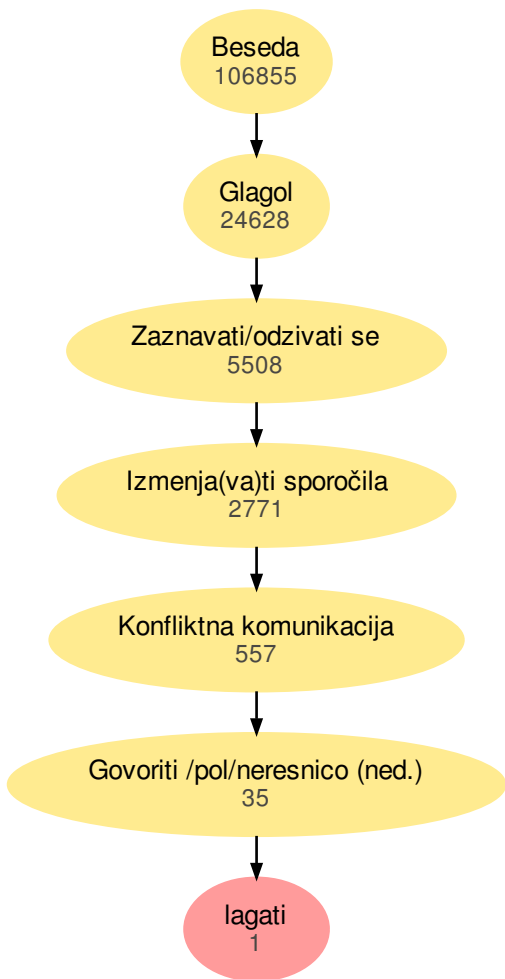 Beseda
106855
Glagol
24628
Zaznavati/odzivati se
5508
Izmenja(va)ti sporočila
2771
Konfliktna komunikacija
557
Govoriti /pol/neresnico (ned.)
35
lagati
1